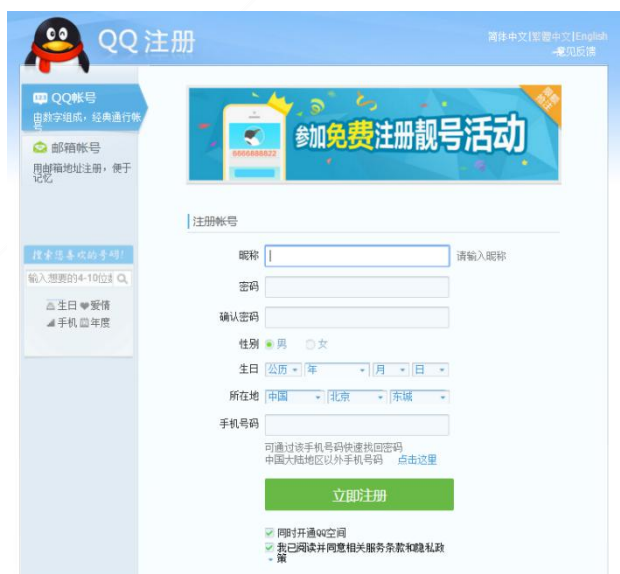 QQ注册
简体中文|繁體中文|English
意见反馈
QQ帐号
由数字组成,经典通行帐
号
邮箱帐号
用邮箱地址注册,便于
记忆
搜索您喜欢的号码!
输入想要的4-10位
生日 爱情
手机 年度
6666888822
参加免费注册靓号活动
注册帐号
昵称 请输入昵称
密码
确认密码
性别 男 女
生日 公历 年 月 日
所在地 中国 北京 东城
手机号码
可通过该手机号码快速找回密码
中国大陆地区以外手机号码 点击这里
立即注册
同时开通QQ空间
我已阅读并同意相关服务条款和隐私政
策